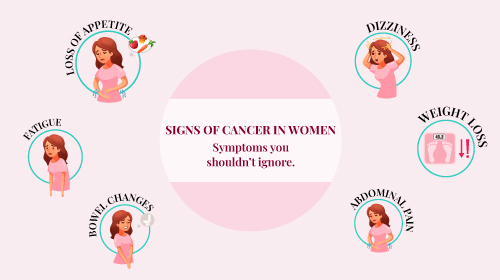 LOSS OF APPETITE
DIZZINESS
FATIGUE
SIGNS OF CANCER IN WOMEN
Symptoms you
shouldn't ignore.
WEIGHT LOSS
BOWEL CHANGES
ABDOMINAL PAIN